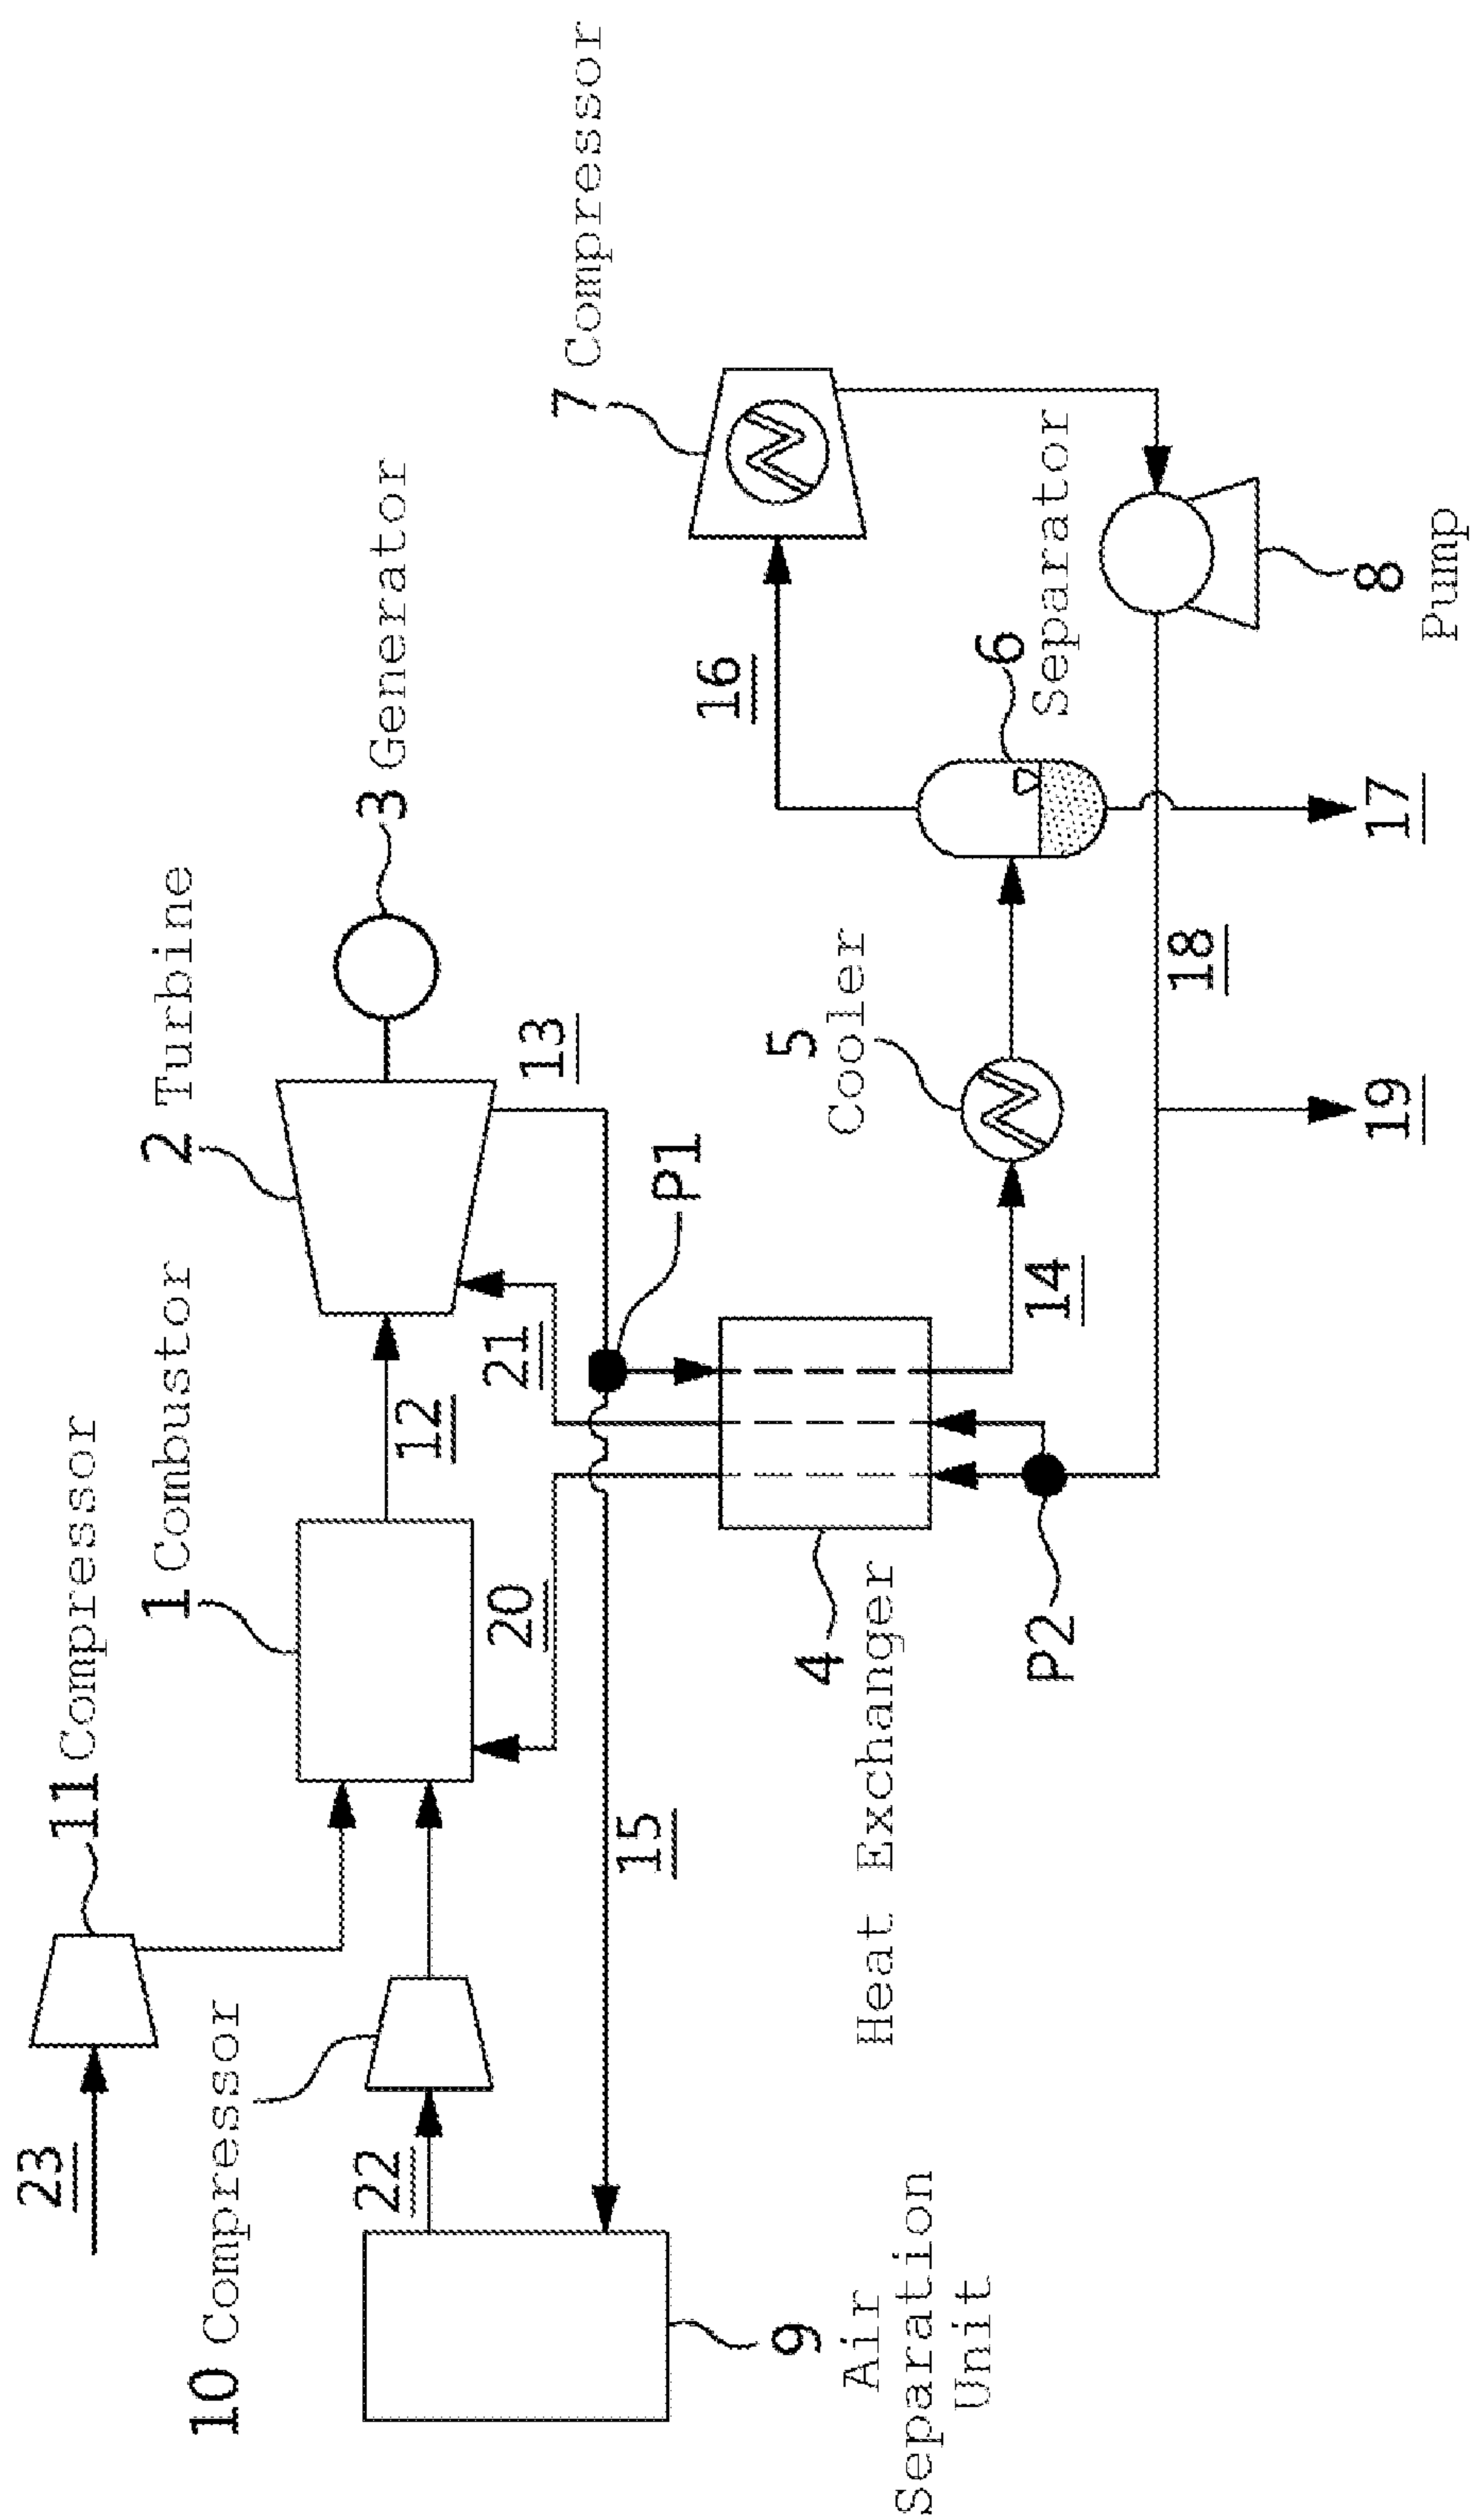 23
11 Compressor
10 Compressor
1 Combustor
2 Turbine
3 Generator
22
12
20
21
13
P1
15
7 Compressor
16
6
Separator
5
Cooler
4
Heat Exchanger
14
P2
9
Air
Separation
Unit
18
17
19
8
Pump